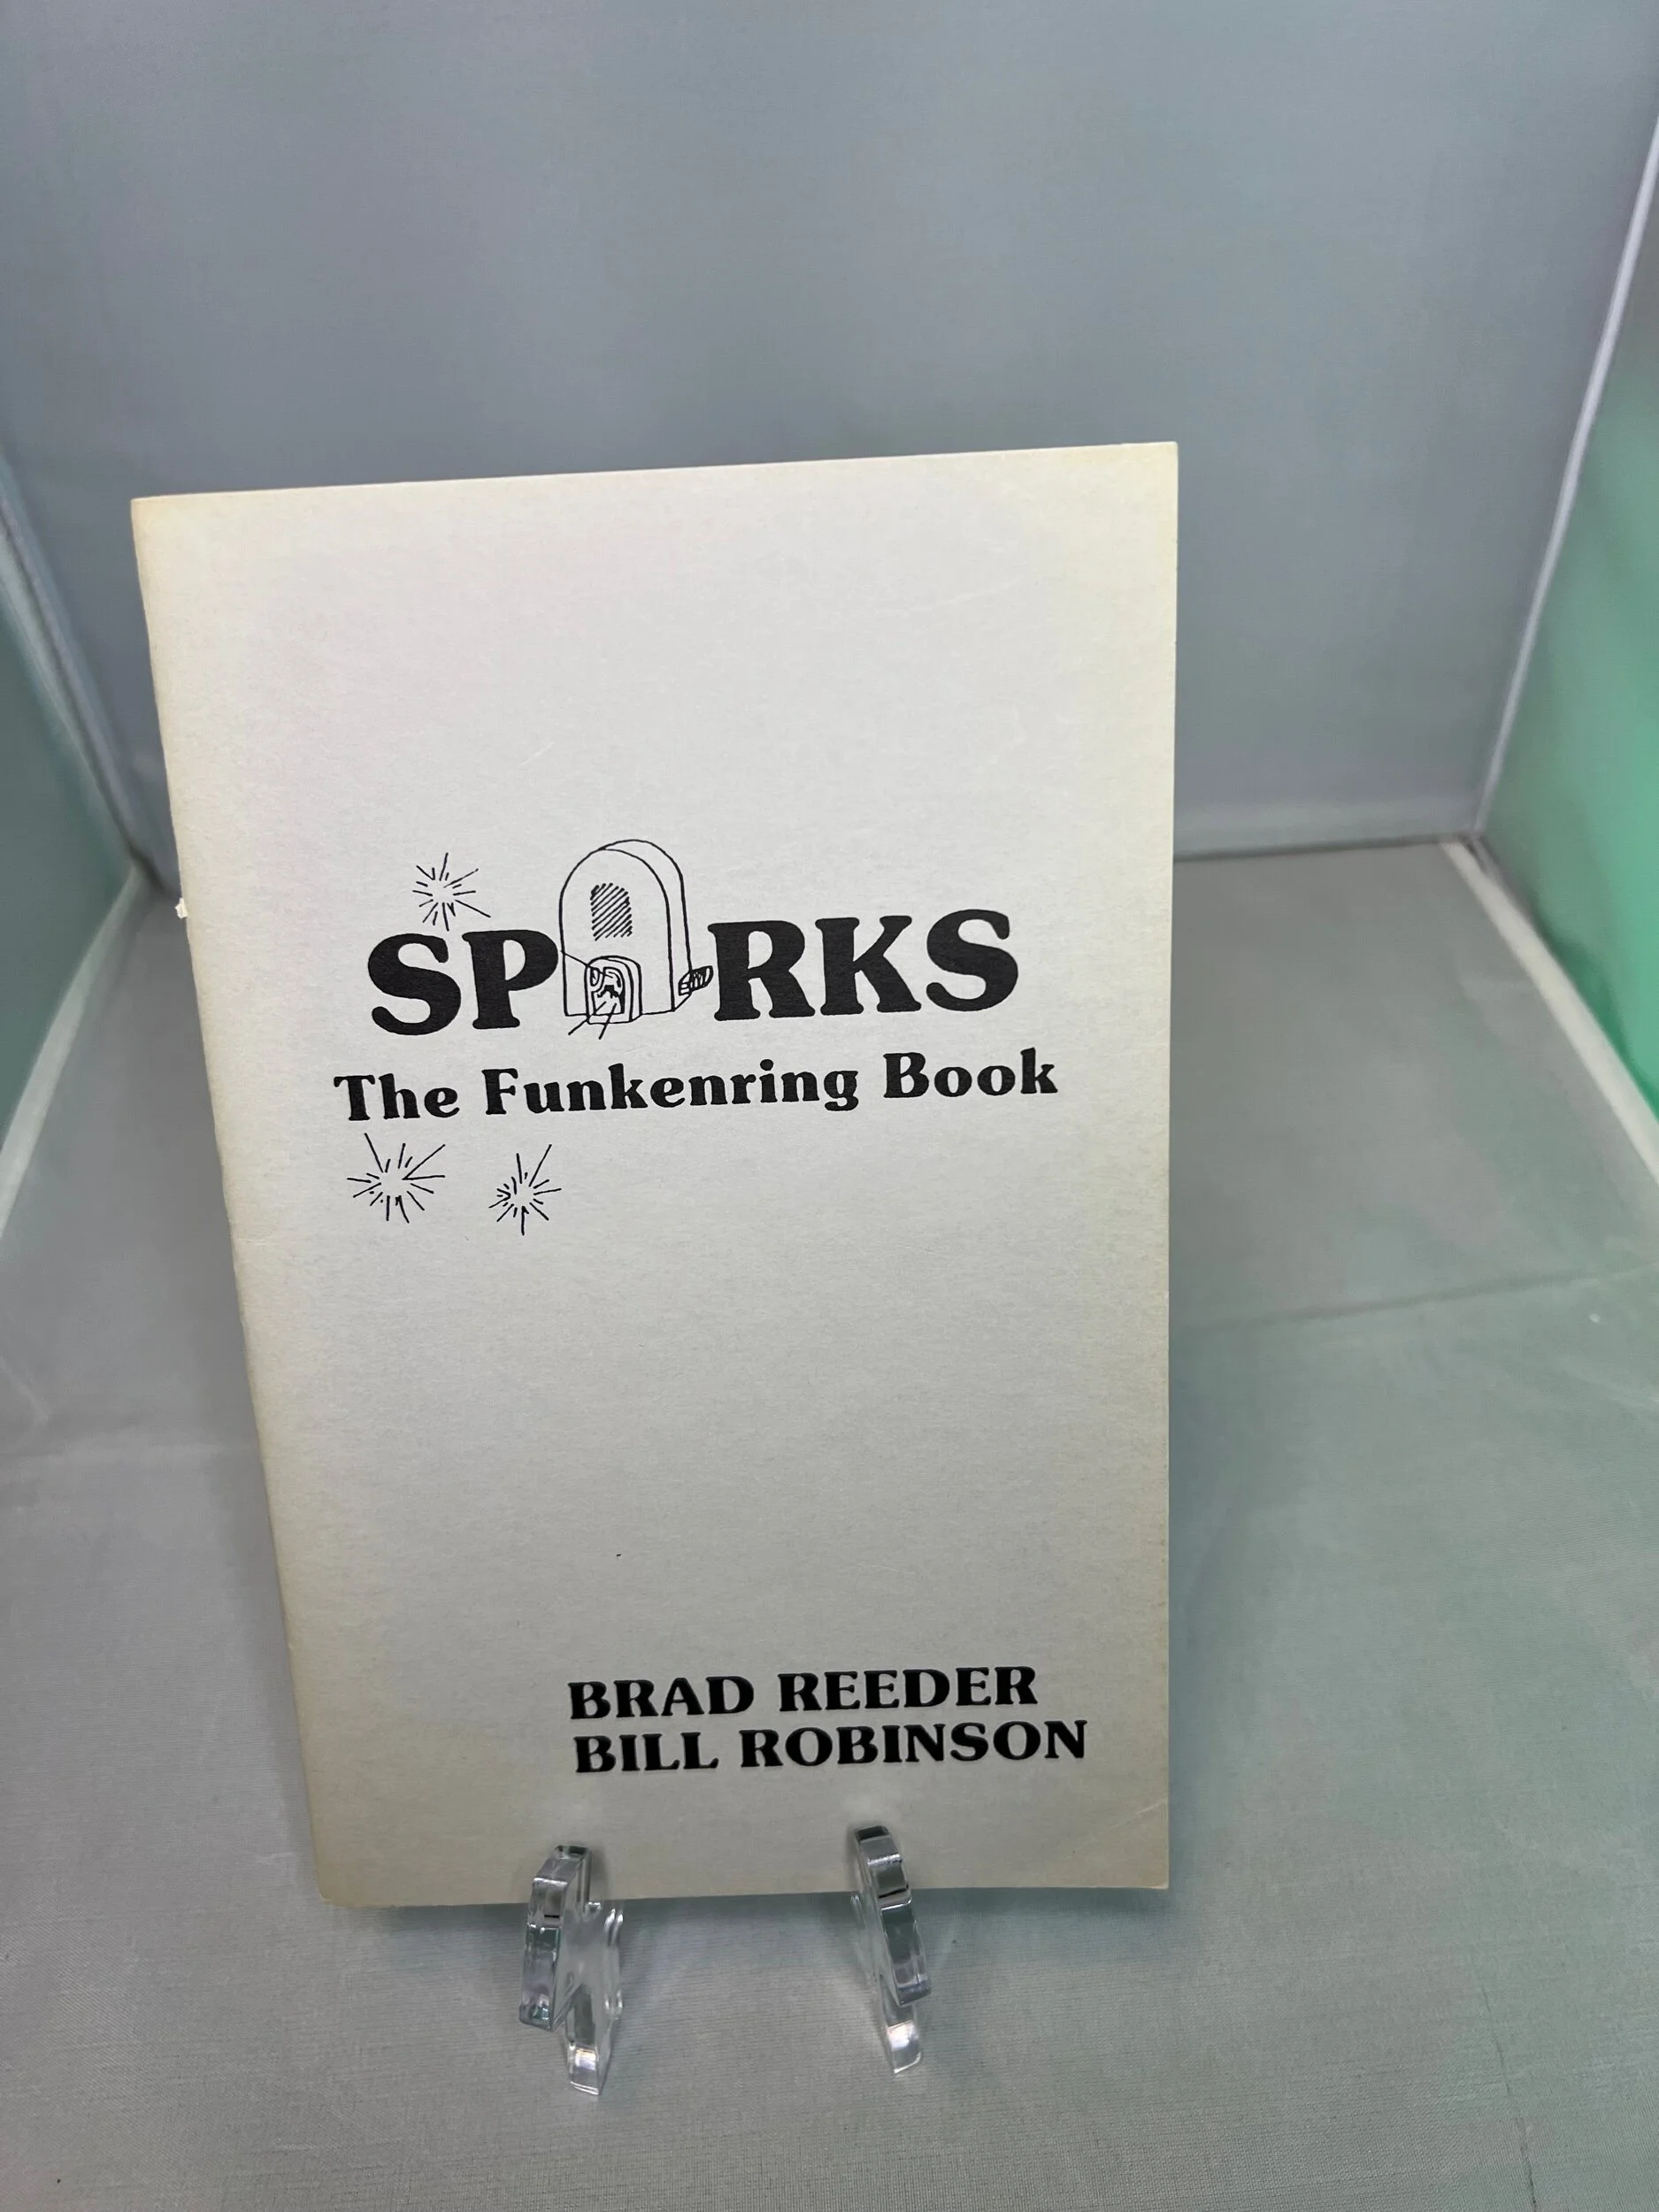 SPARKS
The Funkenring Book
BRAD REEDER
BILL ROBINSON